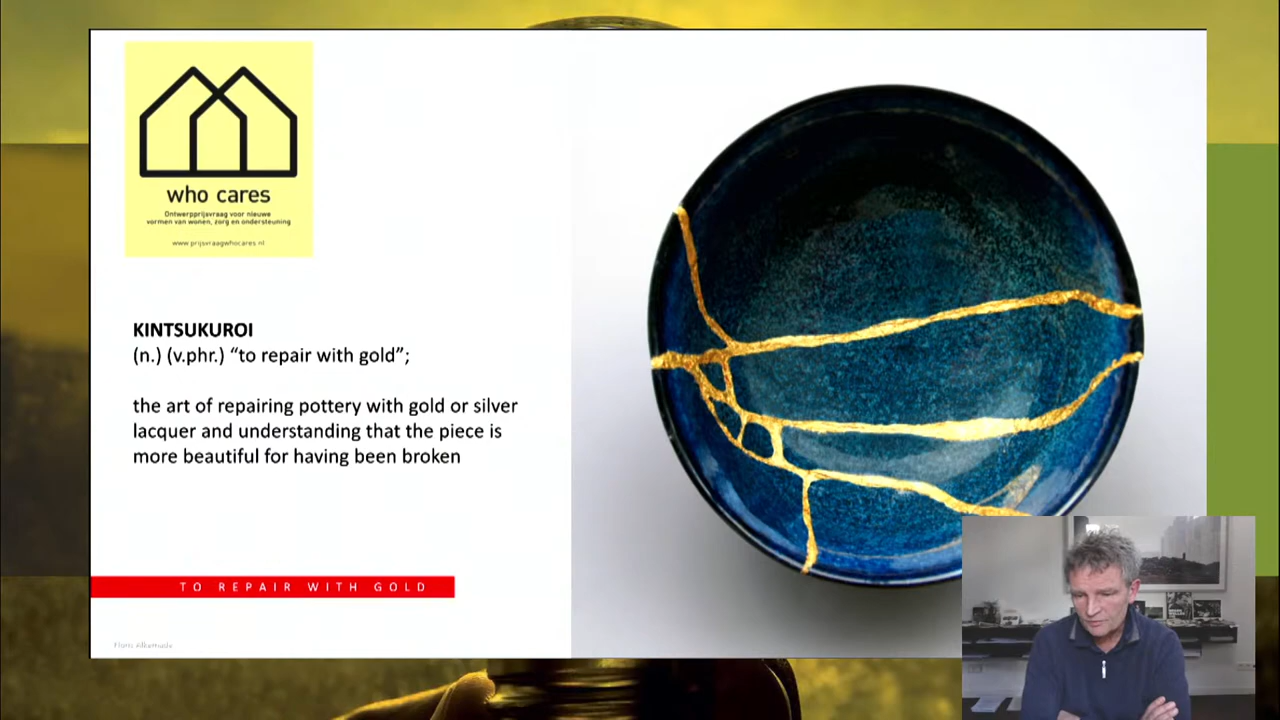 who cares
Ontwerpprijsvraag voor nieuwe
vormen van wonen, zorg en ondersteuning
www.prijsvraagwhocares.nl
KINTSUKUROI
(n.) (v.phr.) “to repair with gold”;
the art of repairing pottery with gold or silver
lacquer and understanding that the piece is
more beautiful for having been broken
TO REPAIR WITH GOLD
Floris Alkemade